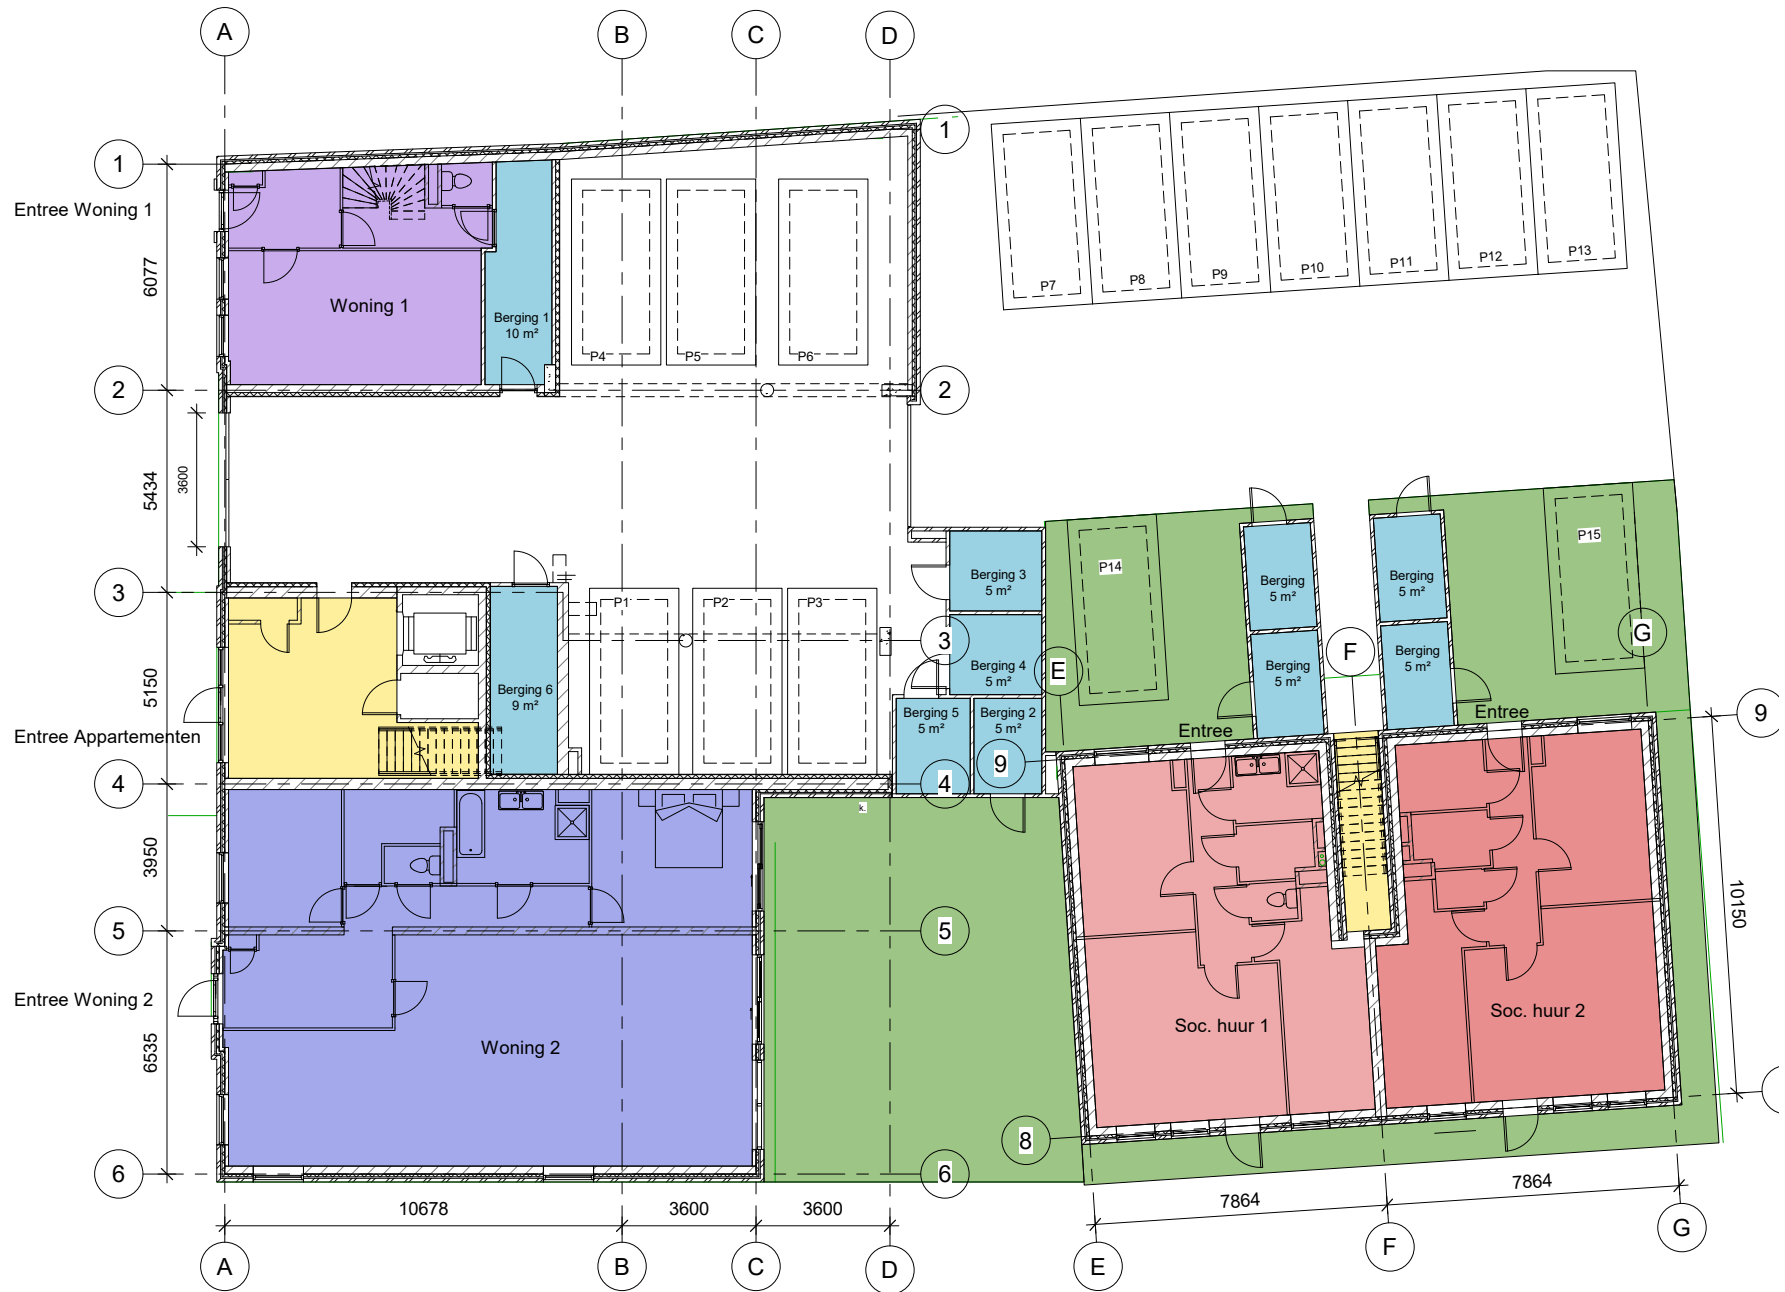 A
B
C
D
1
1
Entree Woning 1
6077
Woning 1
Berging 1
10 m²
P4
P5
P6
P7
P8
P9
P10
P11
P12
P13
2
2
5434
3600
3
3
P1
P2
P3
Berging 3
5 m²
Berging 4
5 m²
Berging 5
5 m²
Berging 2
5 m²
Berging 6
9 m²
P14
P15
Berging
5 m²
Berging
5 m²
Berging
5 m²
Berging
5 m²
E
F
G
5150
Entree Appartementen
Entree
Entree
9
9
4
4
k.
3950
5
5
10150
Entree Woning 2
6535
Woning 2
Soc. huur 1
Soc. huur 2
8
6
6
10678
3600
3600
7864
7864
A
B
C
D
E
F
G